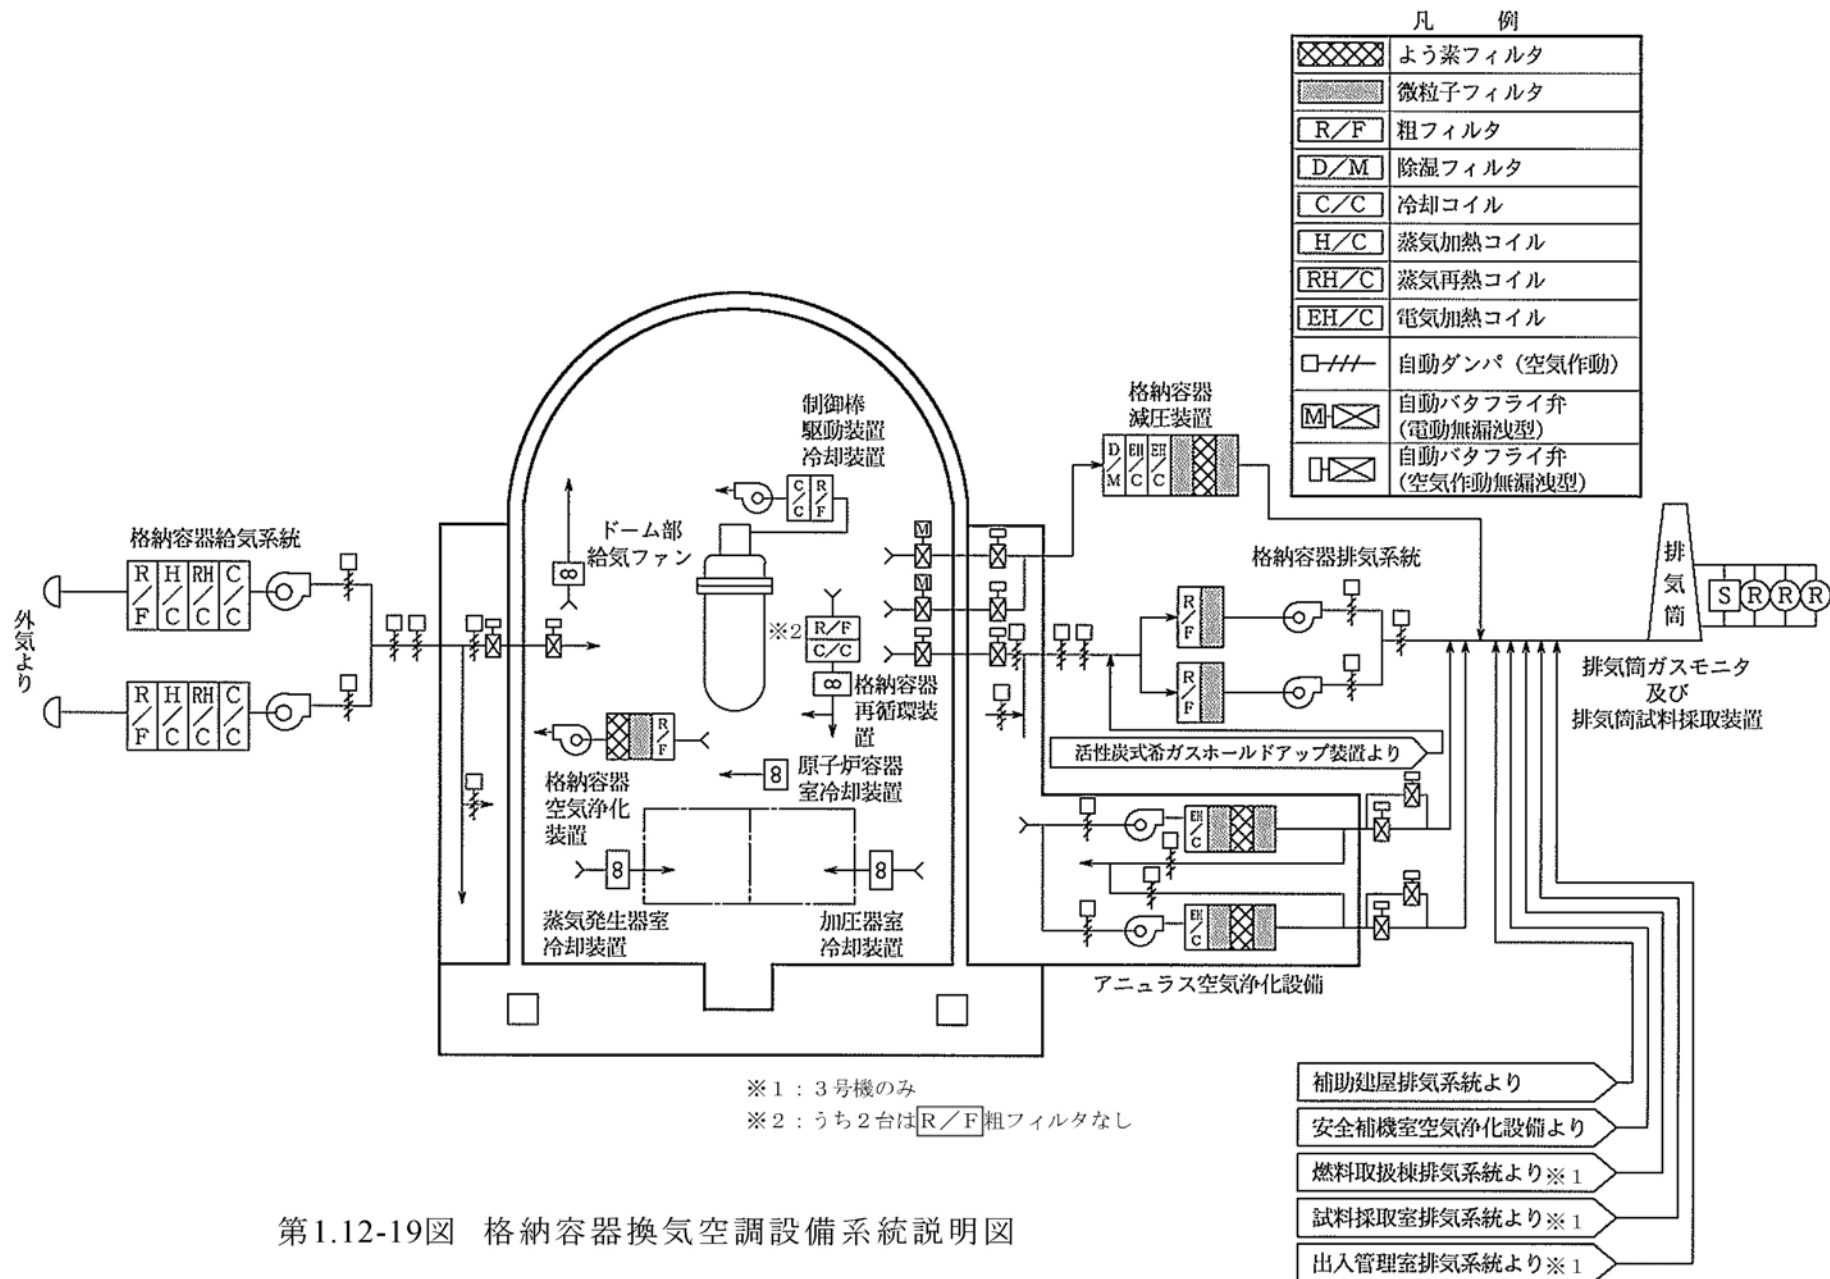 凡 例
よう素フィルタ
微粒子フィルタ
R/F 粗フィルタ
D/M 除湿フィルタ
C/C 冷却コイル
H/C 蒸気加熱コイル
RH/C 蒸気再熱コイル
EH/C 電気加熱コイル
自動ダンパ（空気作動）
M 自動バタフライ弁
(電動無漏洩型)
自動バタフライ弁
(空気作動無漏洩型)
格納容器給気系統
R/F H/C RH/C C/C
外気より
R/F H/C RH/C C/C
制御棒
駆動装置
冷却装置
C/C R/F
ドーム部
給気ファン
8
※2
R/F
C/C
8
格納容器
再循環装
置
R/F
格納容器
空気浄化
装置
8
原子炉容器
室冷却装置
8
蒸気発生器室
冷却装置
8
加圧器室
冷却装置
M
M
格納容器
減圧装置
D/M EH/C EH/C
格納容器排気系統
R/F
R/F
活性炭式希ガスホールドアップ装置より
EH/C
EH/C
アニュラス空気浄化設備
排気筒
S R R R
排気筒ガスモニタ
及び
排気筒試料採取装置
補助建屋排気系統より
安全補機室空気浄化設備より
燃料取扱棟排気系統より※1
試料採取室排気系統より※1
出入管理室排気系統より※1
※1：3号機のみ
※2：うち2台はR/F粗フィルタなし
第1.12-19図 格納容器換気空調設備系統説明図